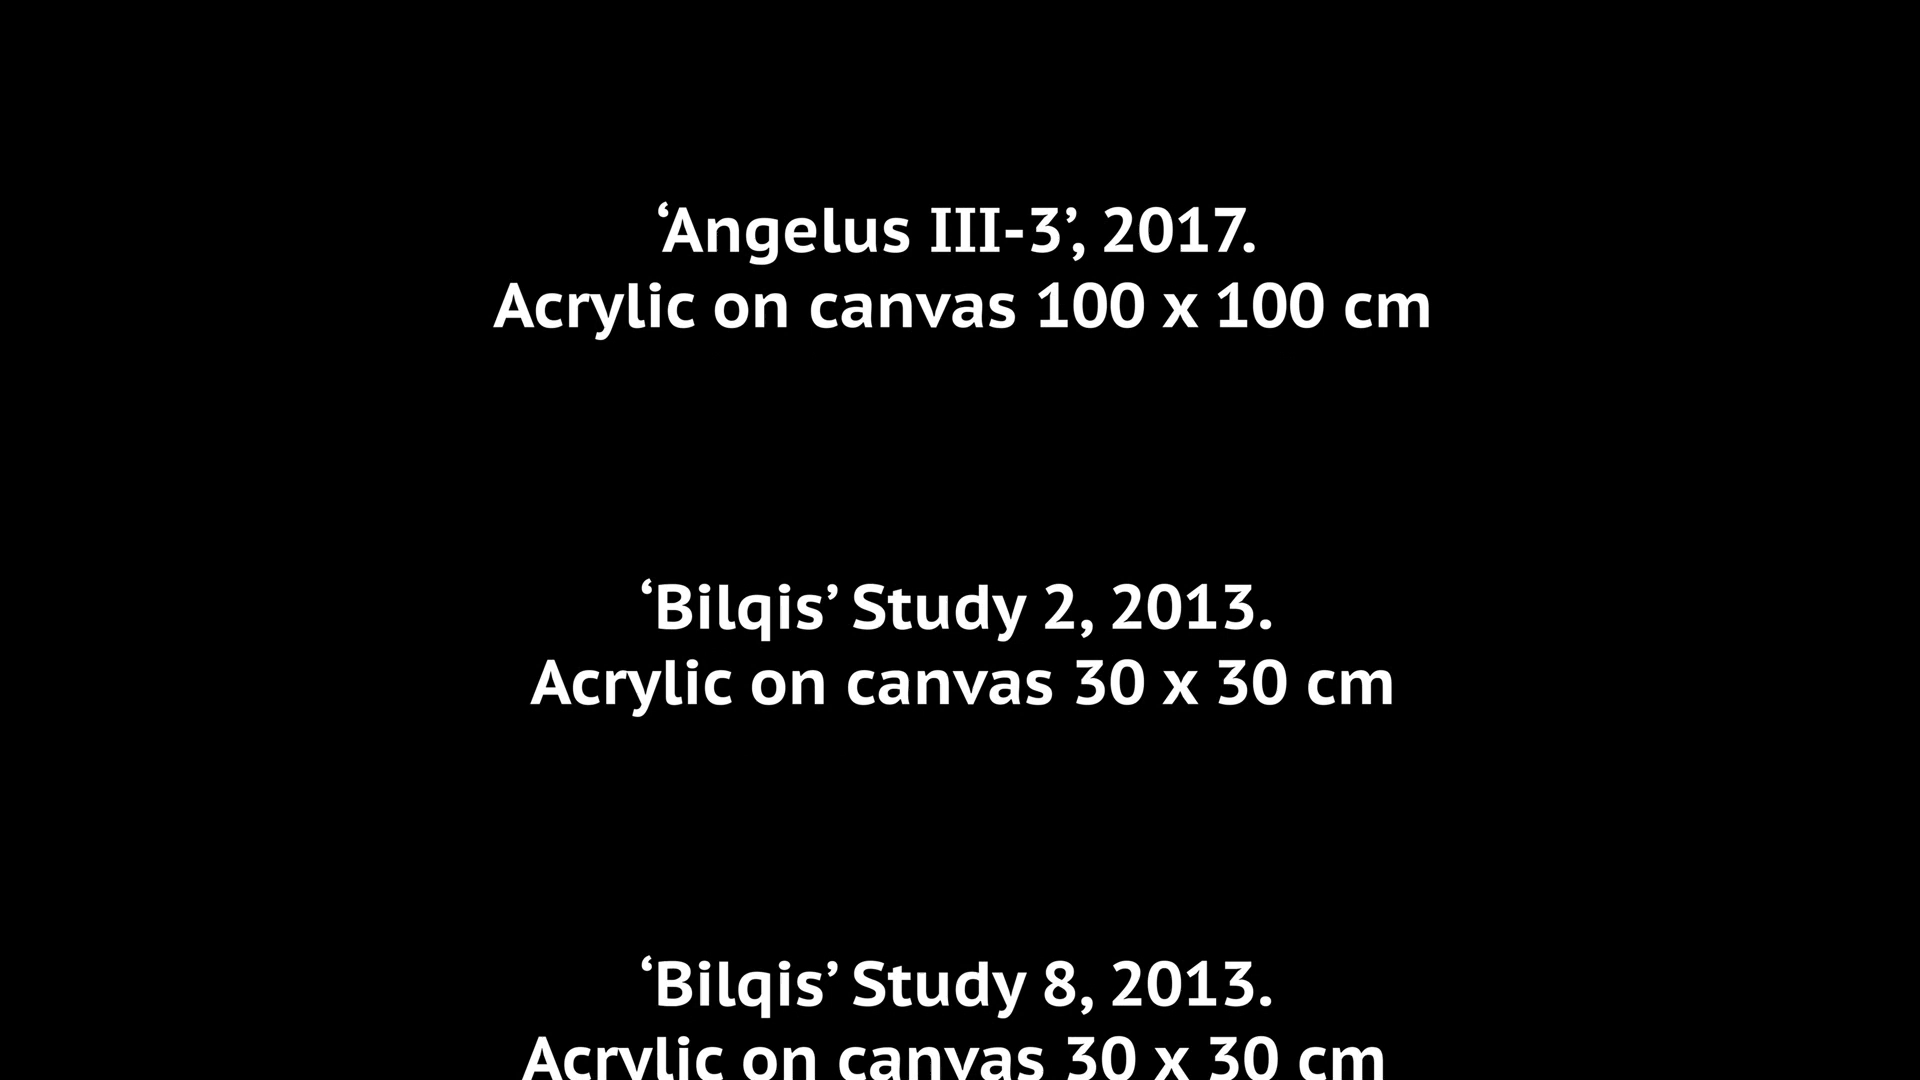 ‘Angelus III-3’, 2017.
Acrylic on canvas 100 x 100 cm
‘Bilqis’ Study 2, 2013.
Acrylic on canvas 30 x 30 cm
‘Bilqis’ Study 8, 2013.
Acrylic on canvas 30 x 30 cm